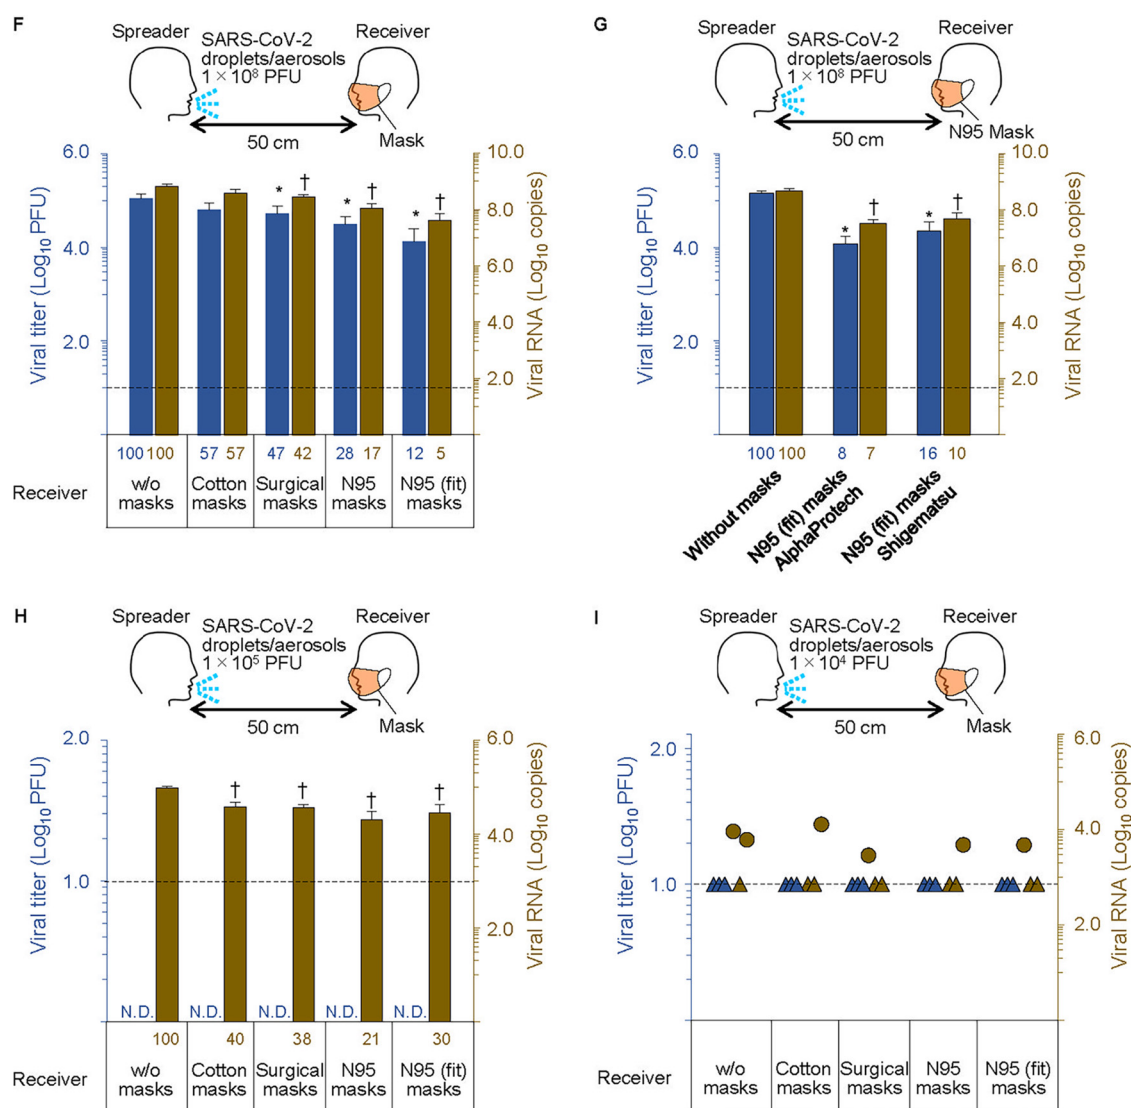 F
Spreader
SARS-CoV-2
droplets/aerosols
1 × 10⁸ PFU
Receiver
50 cm
Mask
Viral titer (Log₁₀ PFU)
6.0
4.0
2.0
Viral RNA (Log₁₀ copies)
10.0
8.0
6.0
4.0
2.0
* † * † * †
100 100 57 57 47 42 28 17 12 5
Receiver
w/o masks
Cotton masks
Surgical masks
N95 masks
N95 (fit) masks
G
Spreader
SARS-CoV-2
droplets/aerosols
1 × 10⁸ PFU
Receiver
50 cm
N95 Mask
Viral titer (Log₁₀ PFU)
6.0
4.0
2.0
Viral RNA (Log₁₀ copies)
10.0
8.0
6.0
4.0
2.0
* † * †
100 100 8 7 16 10
Without masks
N95 (fit) masks
AlphaProtech
N95 (fit) masks
Shigematsu
H
Spreader
SARS-CoV-2
droplets/aerosols
1 × 10⁵ PFU
Receiver
50 cm
Mask
Viral titer (Log₁₀ PFU)
2.0
1.0
Viral RNA (Log₁₀ copies)
6.0
4.0
2.0
† † † †
N.D. N.D. N.D. N.D. N.D.
100 40 38 21 30
Receiver
w/o masks
Cotton masks
Surgical masks
N95 masks
N95 (fit) masks
I
Spreader
SARS-CoV-2
droplets/aerosols
1 × 10⁴ PFU
Receiver
50 cm
Mask
Viral titer (Log₁₀ PFU)
2.0
1.0
Viral RNA (Log₁₀ copies)
6.0
4.0
2.0
Receiver
w/o masks
Cotton masks
Surgical masks
N95 masks
N95 (fit) masks